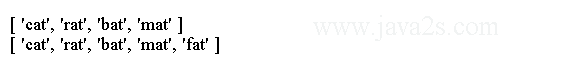 [ 'cat', 'rat', 'bat', 'mat' ]
www.java2s.com
[ 'cat', 'rat', 'bat', 'mat', 'fat' ]